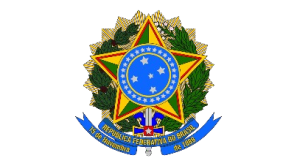 REPÚBLICA FEDERATIVA DO BRASIL
15 de Novembro
de 1889